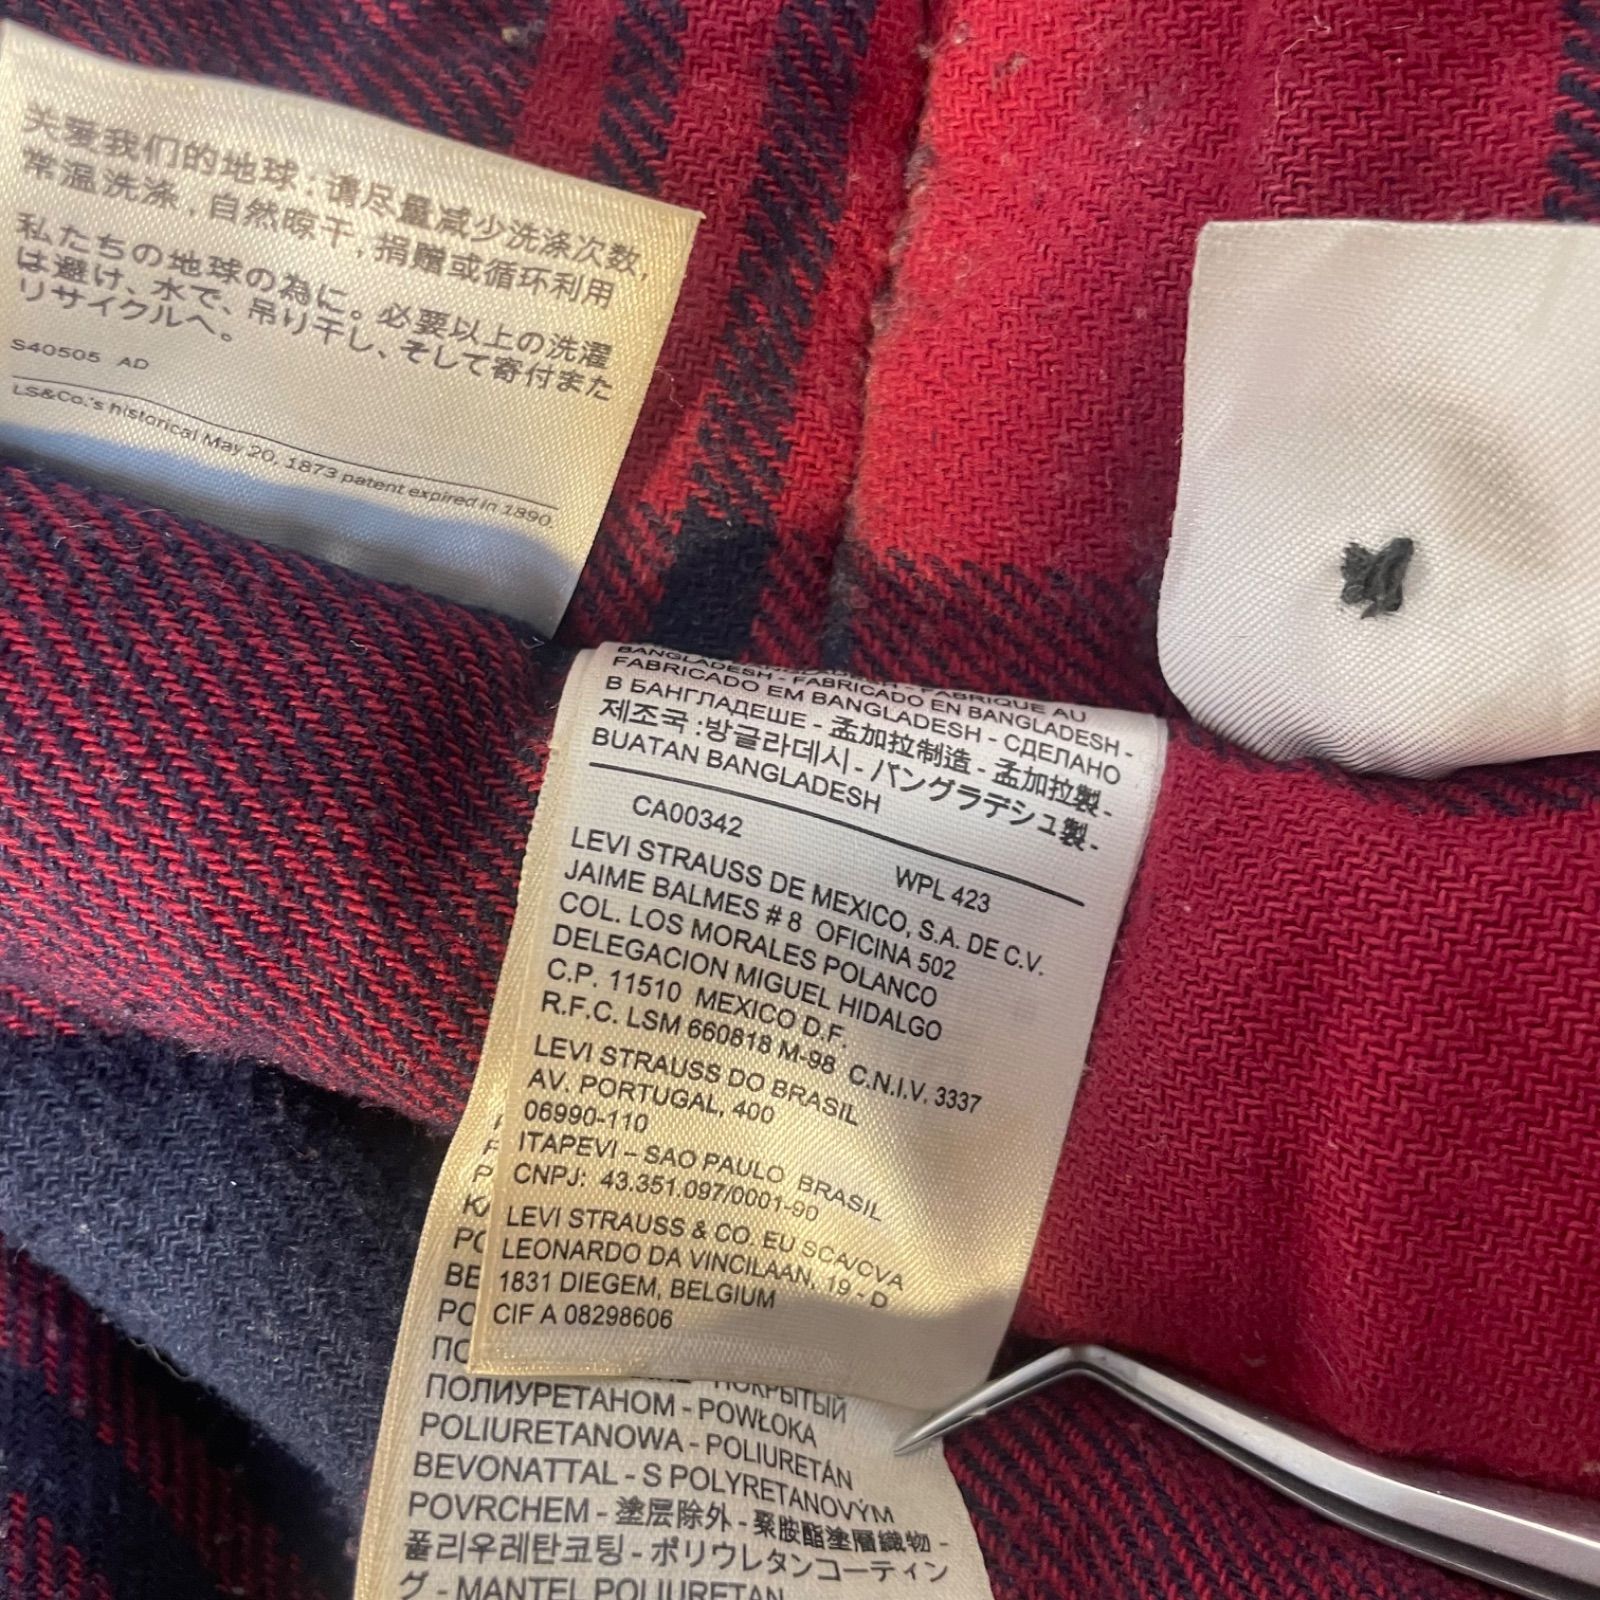 关爱我们的地球:请尽量减少洗涤次数,
常温洗涤,自然晾干,捐赠或循环利用
私たちの地球の為に。必要以上の洗濯
は避け、水で、吊り干し、そして寄付また
リサイクルへ。
S40505 AD
LS&Co.'s historical May 20, 1873 patent expired in 1890.
BANGLADESH - FABRICADO EN BANGLADESH - FABRIQUE AU
FABRICADO EM BANGLADESH - СДЕЛАНО
В БАНГЛАДЕШЕ - 孟加拉制造 - 孟加拉製 -
제조국 :방글라데시 - バングラデシュ製 -
BUATAN BANGLADESH
CA00342 WPL 423
LEVI STRAUSS DE MEXICO, S.A. DE C.V.
JAIME BALMES # 8 OFICINA 502
COL. LOS MORALES POLANCO
DELEGACION MIGUEL HIDALGO
C.P. 11510 MEXICO D.F.
R.F.C. LSM 660818 M-98 C.N.I.V. 3337
LEVI STRAUSS DO BRASIL
AV. PORTUGAL, 400
06990-110
ITAPEVI – SAO PAULO BRASIL
CNPJ: 43.351.097/0001-90
LEVI STRAUSS & CO. EU SCA/CVA
LEONARDO DA VINCILAAN, 19 - D
1831 DIEGEM, BELGIUM
CIF A 08298606
ПОКРЫТЫЙ
ПОЛИУРЕТАНОМ - POWŁOKA
POLIURETANOWA - POLIURETÁN
BEVONATTAL - S POLYRETANOVÝM
POVRCHEM - 塗层除外 - 聚胺酯塗層織物 -
폴리우레탄코팅 - ポリウレタンコーティン
グ - MANTEL POLIURETAN